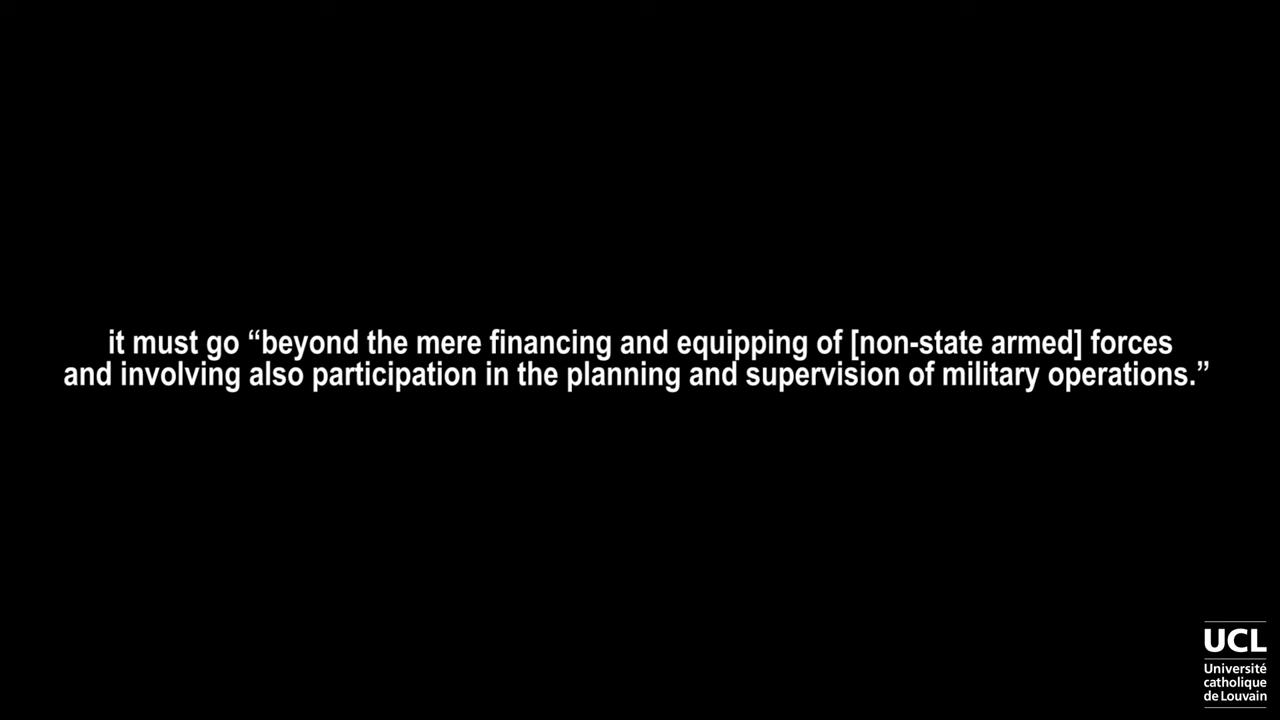 it must go “beyond the mere financing and equipping of [non-state armed] forces
and involving also participation in the planning and supervision of military operations.”
UCL
Université
catholique
de Louvain